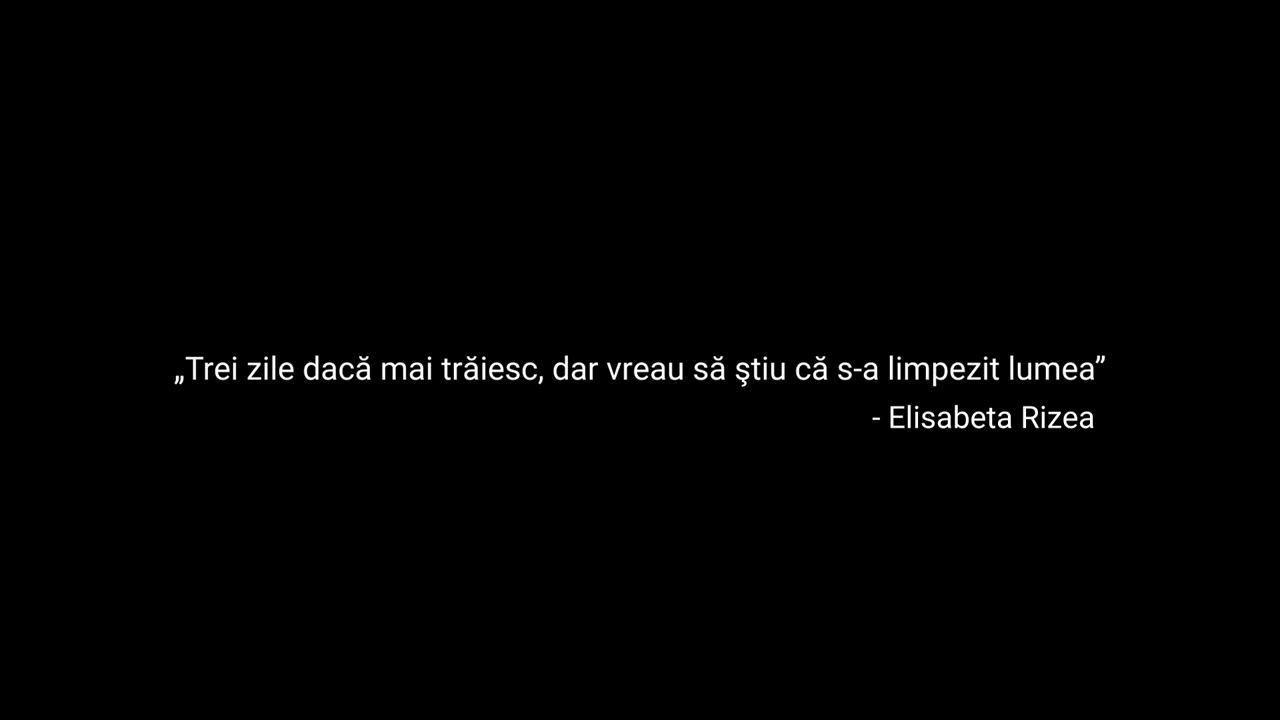 „Trei zile dacă mai trăiesc, dar vreau să ştiu că s-a limpezit lumea”
- Elisabeta Rizea